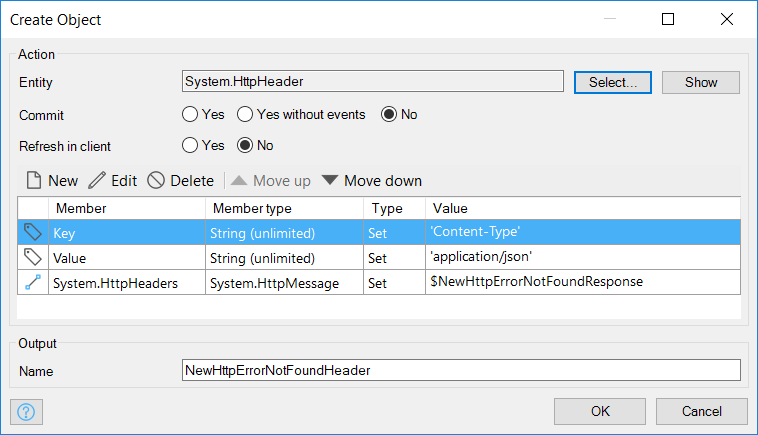 Create Object
Action
Entity System.HttpHeader Select... Show
Commit Yes Yes without events No
Refresh in client Yes No
New Edit Delete Move up Move down
Member Member type Type Value
Key String (unlimited) Set 'Content-Type'
Value String (unlimited) Set 'application/json'
System.HttpHeaders System.HttpMessage Set $NewHttpErrorNotFoundResponse
Output
Name NewHttpErrorNotFoundHeader
? OK Cancel